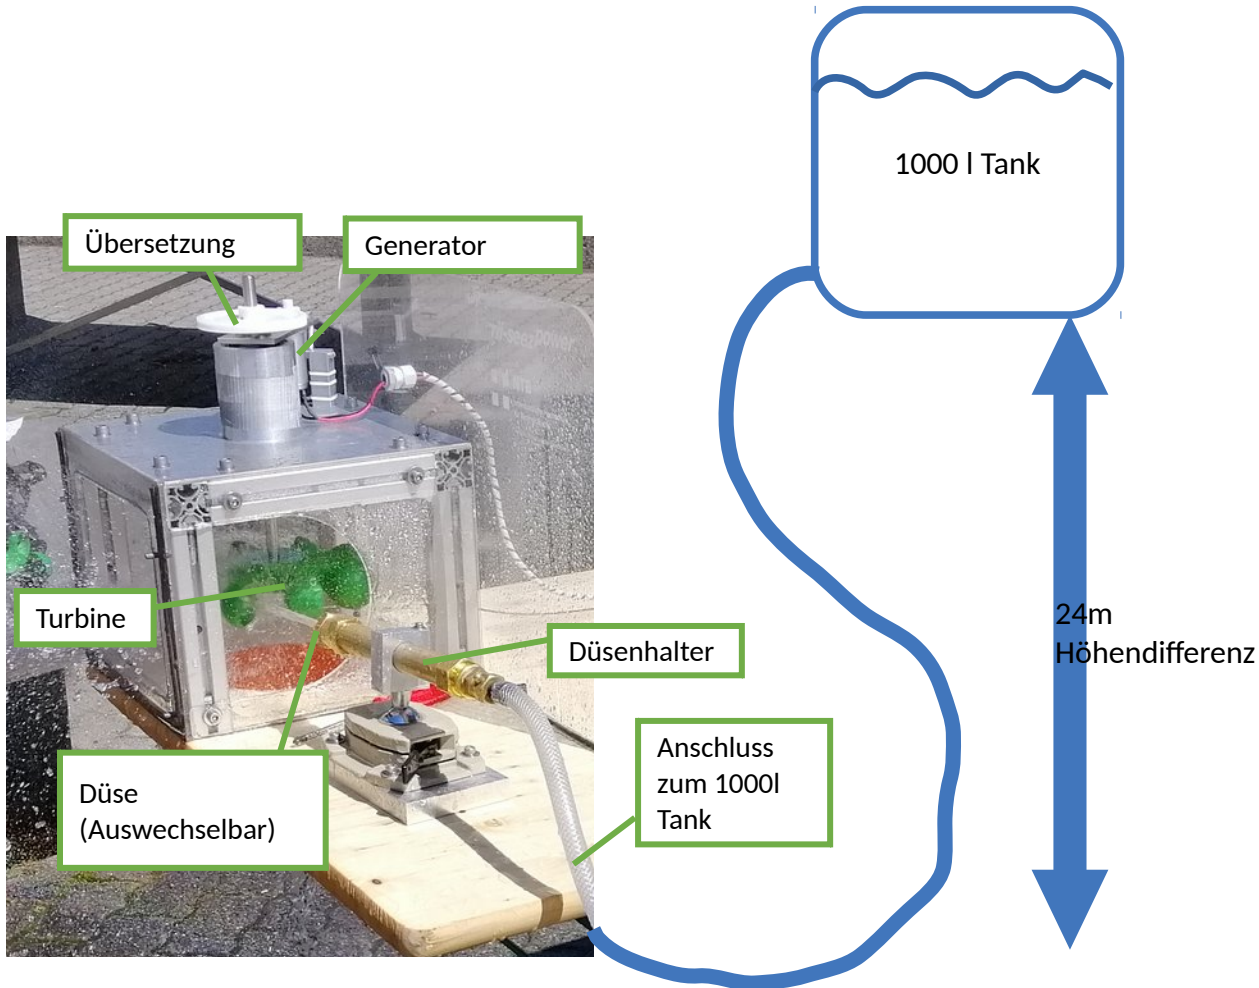 1000 l Tank
Übersetzung
Generator
Turbine
24m
Höhendifferenz
Düsenhalter
Anschluss
zum 1000l
Tank
Düse
(Auswechselbar)